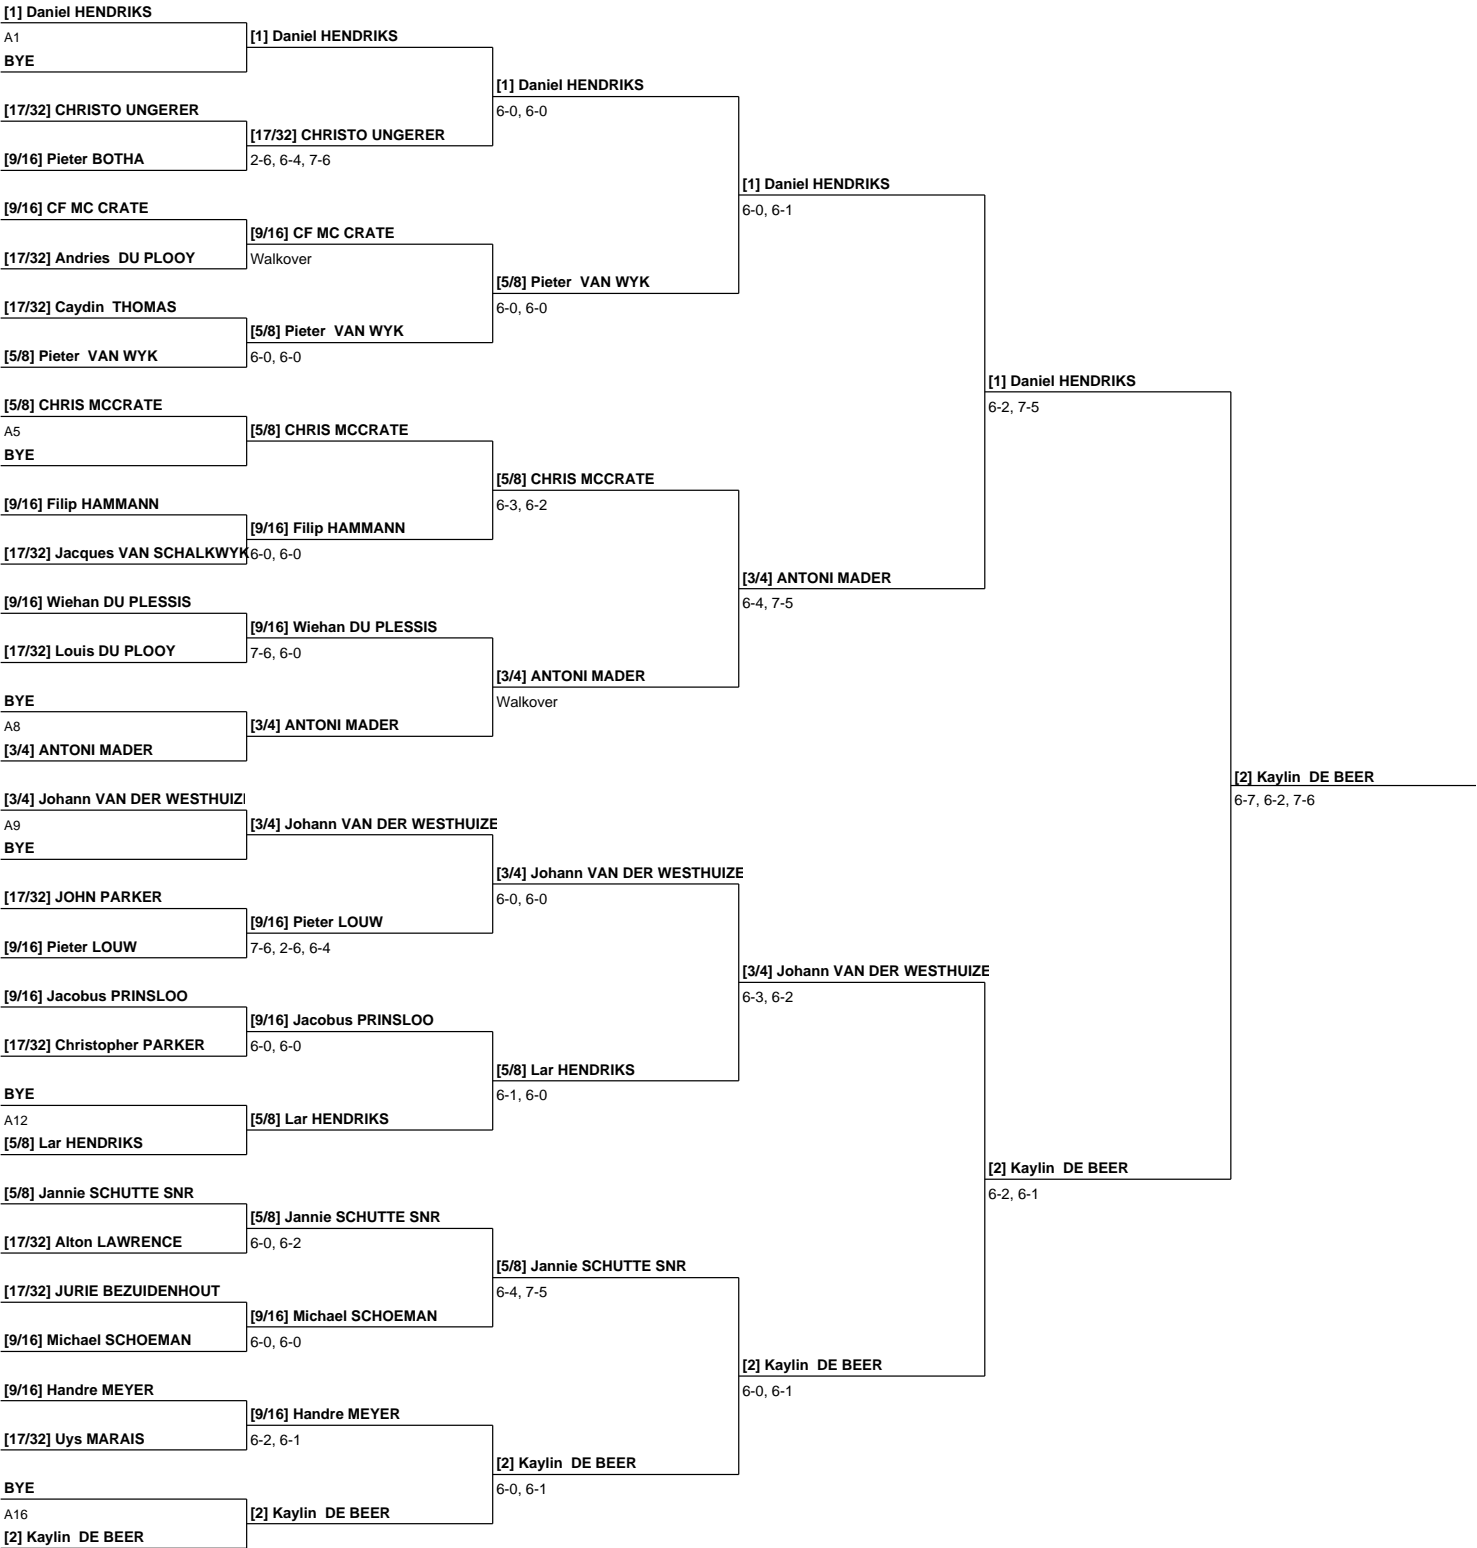 [1] Daniel HENDRIKS
A1
BYE
[17/32] CHRISTO UNGERER
[9/16] Pieter BOTHA
[9/16] CF MC CRATE
[17/32] Andries DU PLOOY
[17/32] Caydin THOMAS
[5/8] Pieter VAN WYK
[5/8] CHRIS MCCRATE
A5
BYE
[9/16] Filip HAMMANN
[17/32] Jacques VAN SCHALKWYK
[9/16] Wiehan DU PLESSIS
[17/32] Louis DU PLOOY
BYE
A8
[3/4] ANTONI MADER
[3/4] Johann VAN DER WESTHUIZ
A9
BYE
[17/32] JOHN PARKER
[9/16] Pieter LOUW
[9/16] Jacobus PRINSLOO
[17/32] Christopher PARKER
BYE
A12
[5/8] Lar HENDRIKS
[5/8] Jannie SCHUTTE SNR
[17/32] Alton LAWRENCE
[17/32] JURIE BEZUIDENHOUT
[9/16] Michael SCHOEMAN
[9/16] Handre MEYER
[17/32] Uys MARAIS
BYE
A16
[2] Kaylin DE BEER
[1] Daniel HENDRIKS
[17/32] CHRISTO UNGERER
2-6, 6-4, 7-6
[9/16] CF MC CRATE
Walkover
[5/8] Pieter VAN WYK
6-0, 6-0
[5/8] CHRIS MCCRATE
[9/16] Filip HAMMANN
6-0, 6-0
[9/16] Wiehan DU PLESSIS
7-6, 6-0
[3/4] ANTONI MADER
[3/4] Johann VAN DER WESTHUIZE
[9/16] Pieter LOUW
7-6, 2-6, 6-4
[9/16] Jacobus PRINSLOO
6-0, 6-0
[5/8] Lar HENDRIKS
[5/8] Jannie SCHUTTE SNR
6-0, 6-2
[9/16] Michael SCHOEMAN
6-0, 6-0
[9/16] Handre MEYER
6-2, 6-1
[2] Kaylin DE BEER
[1] Daniel HENDRIKS
6-0, 6-0
[5/8] Pieter VAN WYK
6-0, 6-0
[5/8] CHRIS MCCRATE
6-3, 6-2
[3/4] ANTONI MADER
Walkover
[3/4] Johann VAN DER WESTHUIZE
6-0, 6-0
[5/8] Lar HENDRIKS
6-1, 6-0
[5/8] Jannie SCHUTTE SNR
6-4, 7-5
[2] Kaylin DE BEER
6-0, 6-1
[1] Daniel HENDRIKS
6-0, 6-1
[3/4] ANTONI MADER
6-4, 7-5
[3/4] Johann VAN DER WESTHUIZE
6-3, 6-2
[2] Kaylin DE BEER
6-0, 6-1
[1] Daniel HENDRIKS
6-2, 7-5
[2] Kaylin DE BEER
6-2, 6-1
[2] Kaylin DE BEER
6-7, 6-2, 7-6